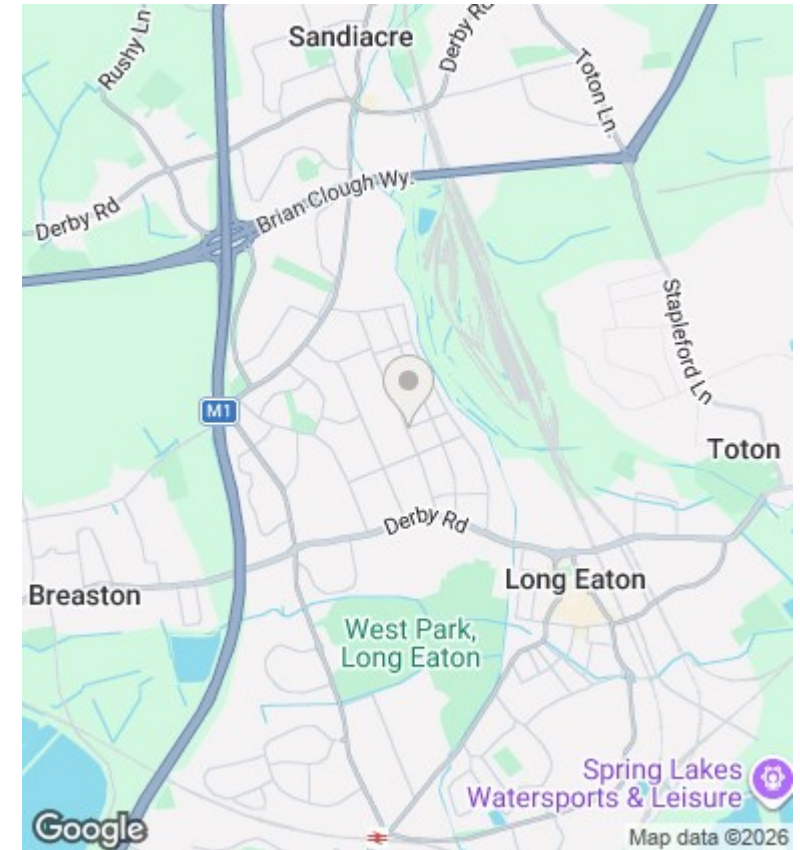 Sandiacre
Rushy Ln
Derby Rd
Toton Ln.
Brian Clough Wy.
Derby Rd
Stapleford Ln
M1
Toton
Derby Rd
Breaston
Long Eaton
West Park,
Long Eaton
Spring Lakes
Watersports & Leisure
Google
Map data ©2026